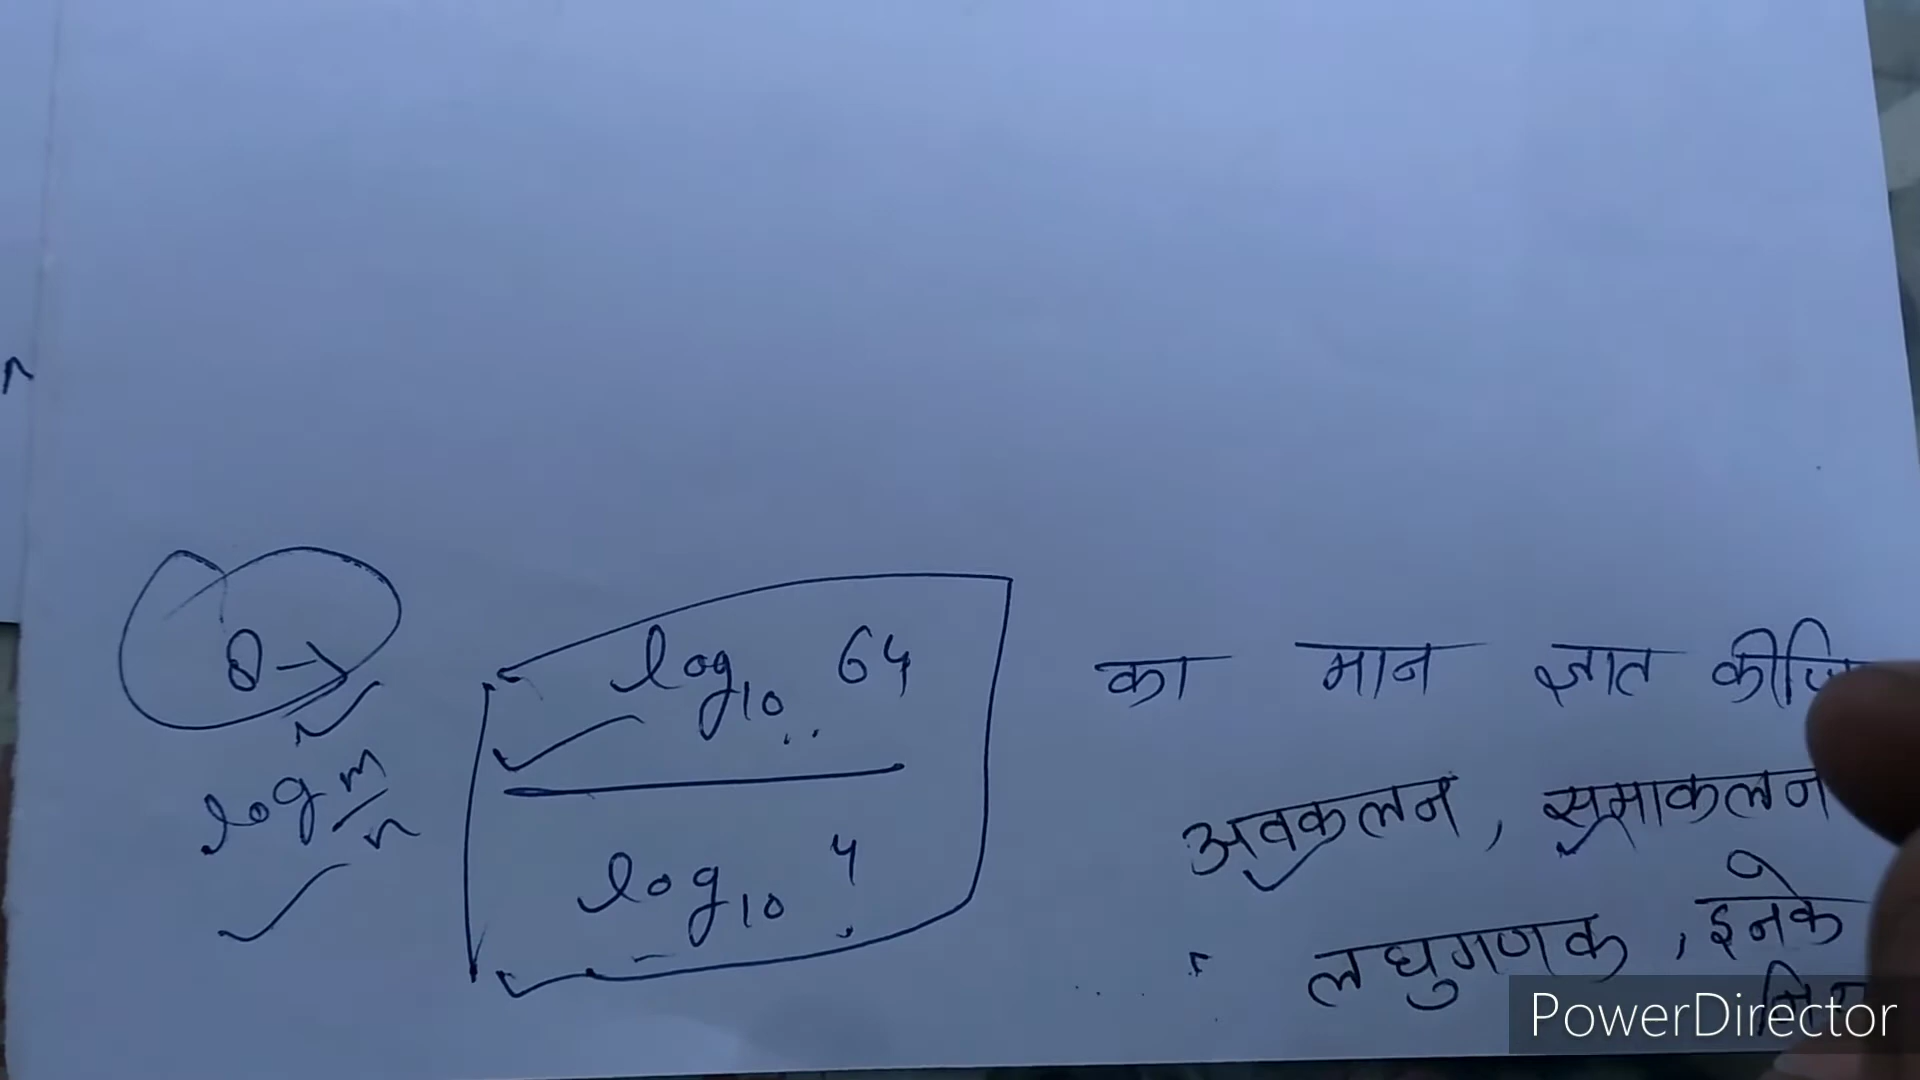 Q→ log₁₀ 64 का मान ज्ञात
log₁₀ 4
log m/n
अवकलन, समाकलन
लघुगणक, इनके
PowerDirector